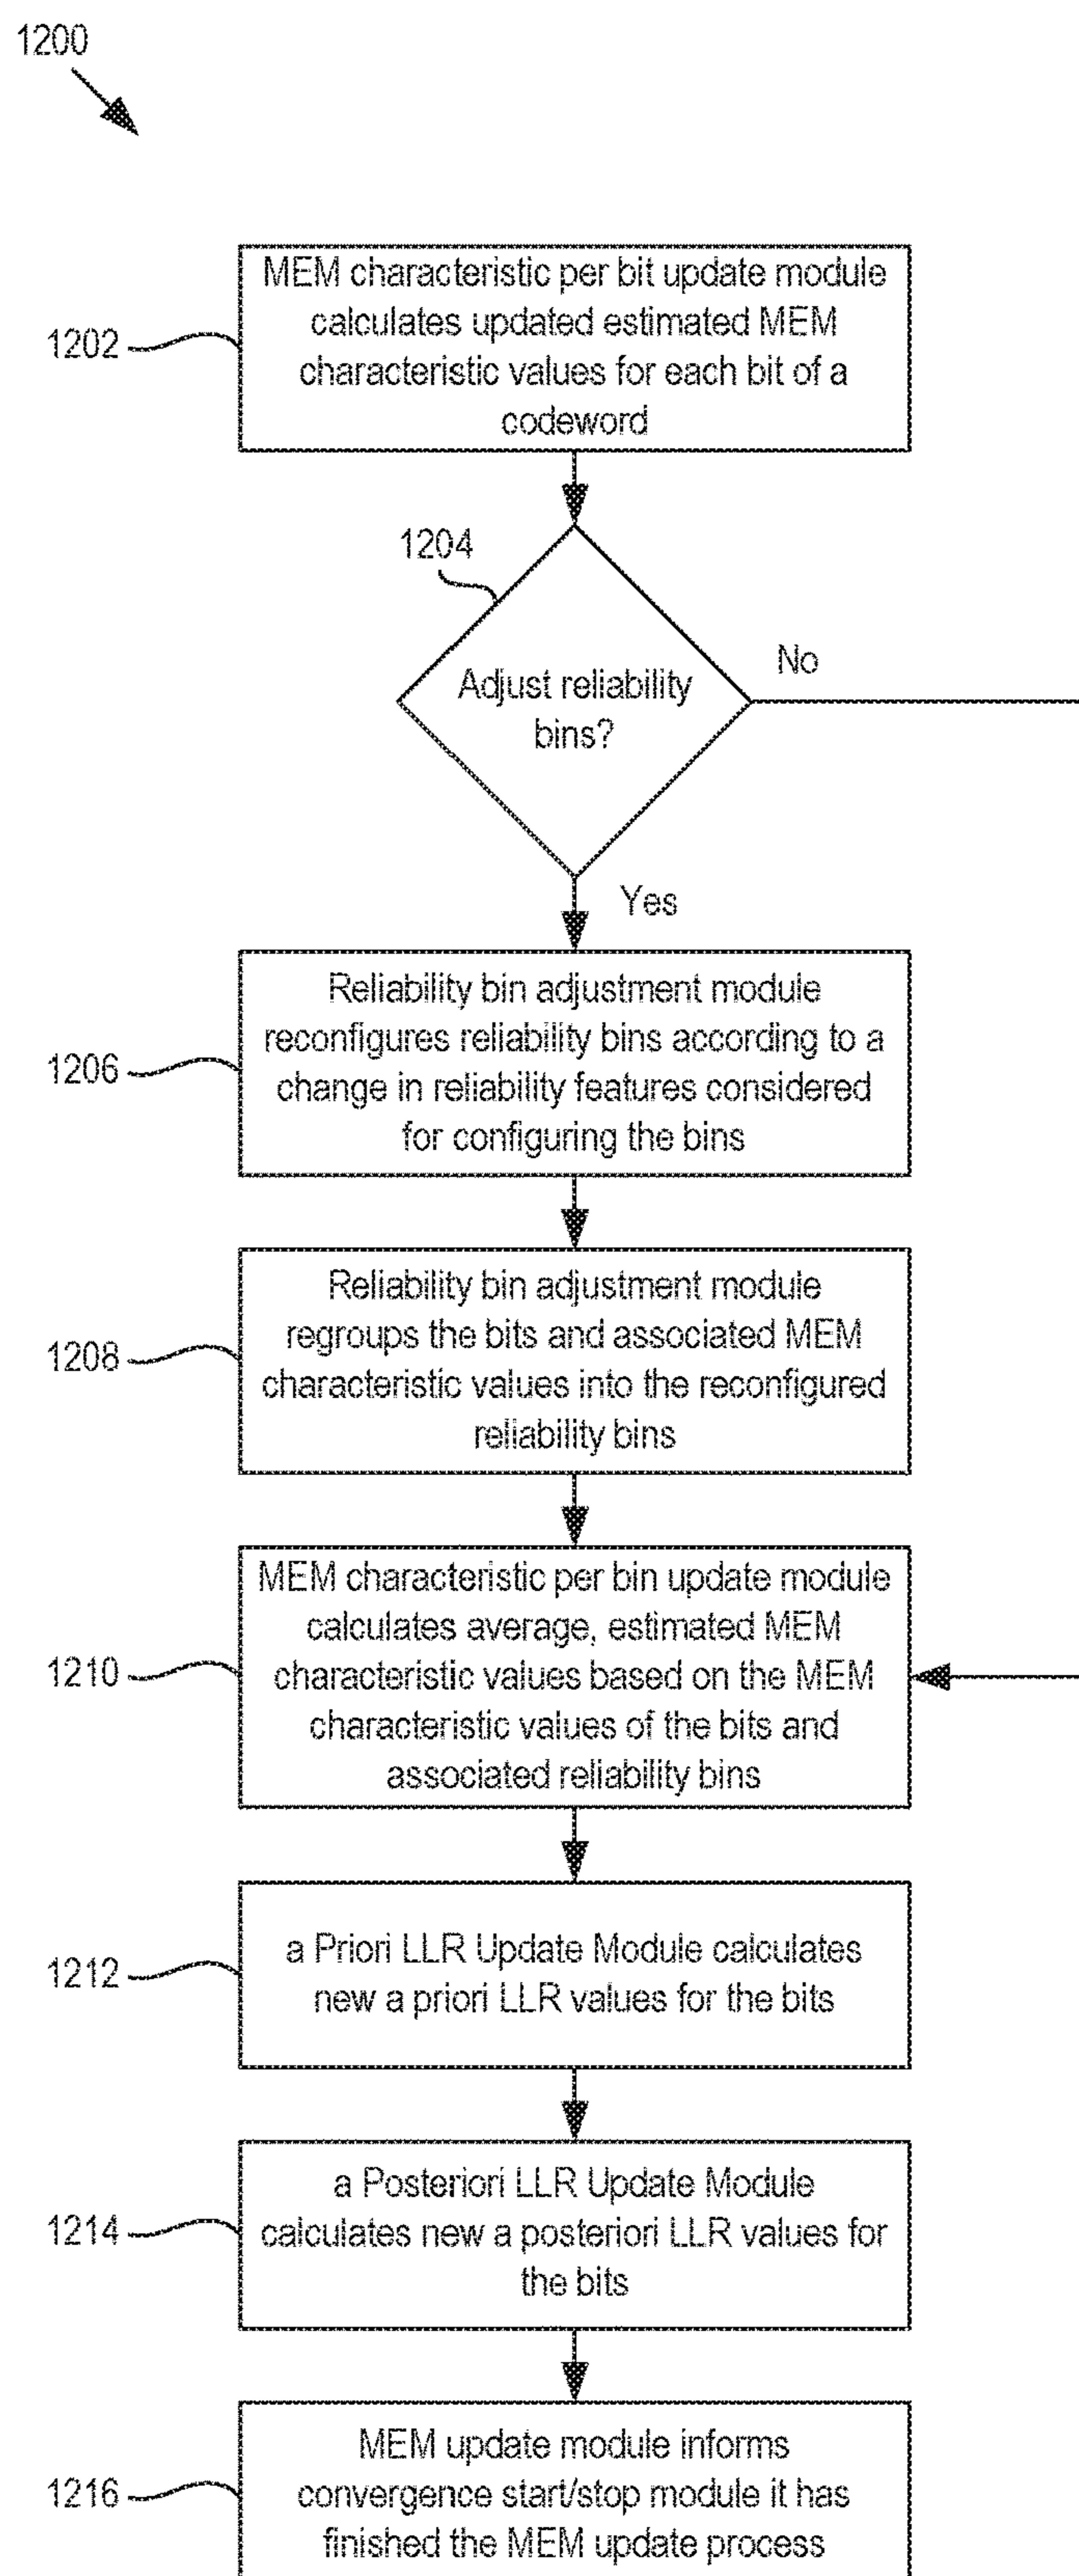 1200
MEM characteristic per bit update module
calculates updated estimated MEM
characteristic values for each bit of a
codeword
1202
1204
Adjust reliability
bins?
No
Yes
Reliability bin adjustment module
reconfigures reliability bins according to a
change in reliability features considered
for configuring the bins
1206
Reliability bin adjustment module
regroups the bits and associated MEM
characteristic values into the reconfigured
reliability bins
1208
MEM characteristic per bin update module
calculates average, estimated MEM
characteristic values based on the MEM
characteristic values of the bits and
associated reliability bins
1210
a Priori LLR Update Module calculates
new a priori LLR values for the bits
1212
a Posteriori LLR Update Module
calculates new a posteriori LLR values for
the bits
1214
MEM update module informs
convergence start/stop module it has
finished the MEM update process
1216